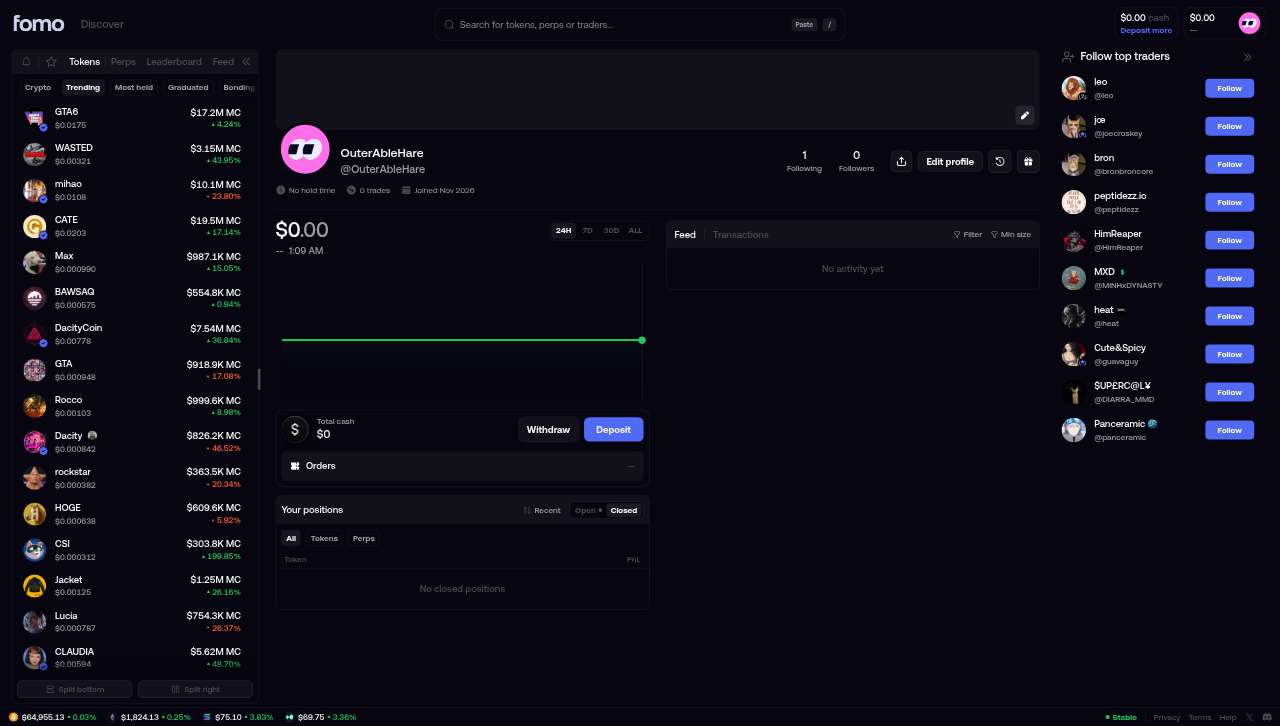 fomo Discover Search for tokens, perps or traders... Paste / $0.00 cash Deposit more $0.00 —
Tokens Perps Leaderboard Feed
Crypto Trending Most held Graduated Bonding
GTA6 $17.2M MC
$0.0175 4.24%
WASTED $3.15M MC
$0.00321 43.95%
mihao $10.1M MC
$0.0108 23.80%
CATE $19.5M MC
$0.0203 17.14%
Max $987.1K MC
$0.000990 15.05%
BAWSAQ $554.8K MC
$0.000575 0.94%
DacityCoin $7.54M MC
$0.00778 36.84%
GTA $918.9K MC
$0.000948 17.08%
Rocco $999.6K MC
$0.00103 8.98%
Dacity $826.2K MC
$0.000842 46.52%
rockstar $363.5K MC
$0.000382 20.34%
HOGE $609.6K MC
$0.000638 5.92%
CSI $303.8K MC
$0.000312 199.85%
Jacket $1.25M MC
$0.00125 26.16%
Lucia $754.3K MC
$0.000787 26.37%
CLAUDIA $5.62M MC
$0.00594 48.70%
Split bottom Split right
OuterAbleHare
@OuterAbleHare
1 Following 0 Followers Edit profile
No hold time 0 trades Joined Nov 2026
$0.00 24H 7D 30D ALL
-- 1:09 AM
Total cash
$0
Withdraw Deposit
Orders —
Your positions Recent Open Closed
All Tokens Perps
Token PnL
No closed positions
Feed Transactions Filter Min size
No activity yet
Follow top traders
leo
@leo
Follow
jœ
@joecroskey
Follow
bron
@bronbroncore
Follow
peptidezz.io
@peptidezz
Follow
HimReaper
@HimReaper
Follow
MXD
@MINHxDYNASTY
Follow
heat
@heat
Follow
Cute&Spicy
@guavaguy
Follow
$UP£RC@L¥
@DIARRA_MMD
Follow
Panceramic
@panceramic
Follow
$64,955.13 0.03% $1,824.13 0.25% $75.10 3.83% $69.75 3.36% Stable Privacy Terms Help